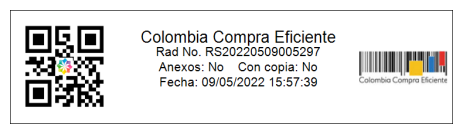 Colombia Compra Eficiente
Rad No. RS20220509005297
Anexos: No Con copia: No
Fecha: 09/05/2022 15:57:39
Colombia Compra Eficiente